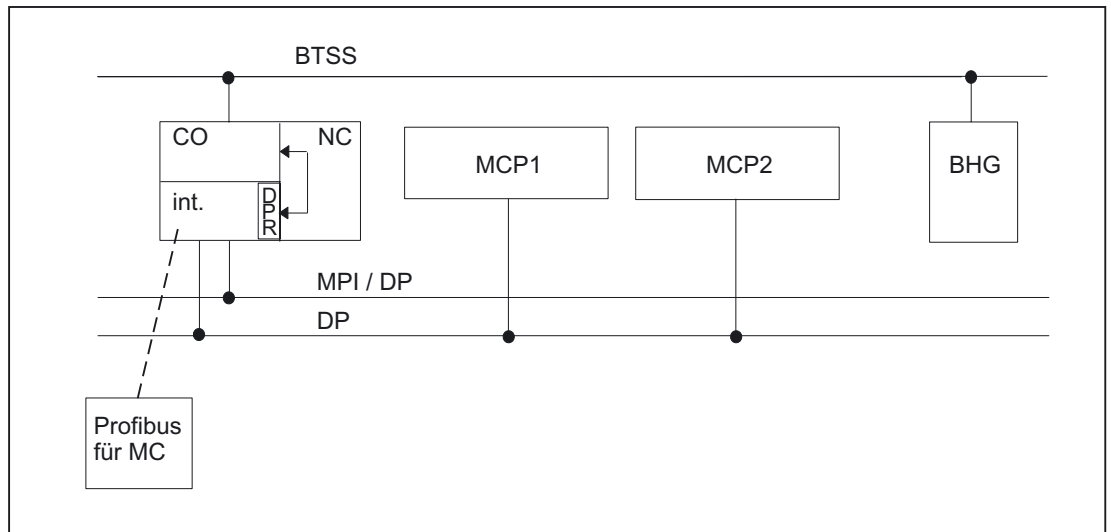 BTSS
CO
NC
MCP1
MCP2
BHG
int.
D
P
R
MPI / DP
DP
Profibus
für MC